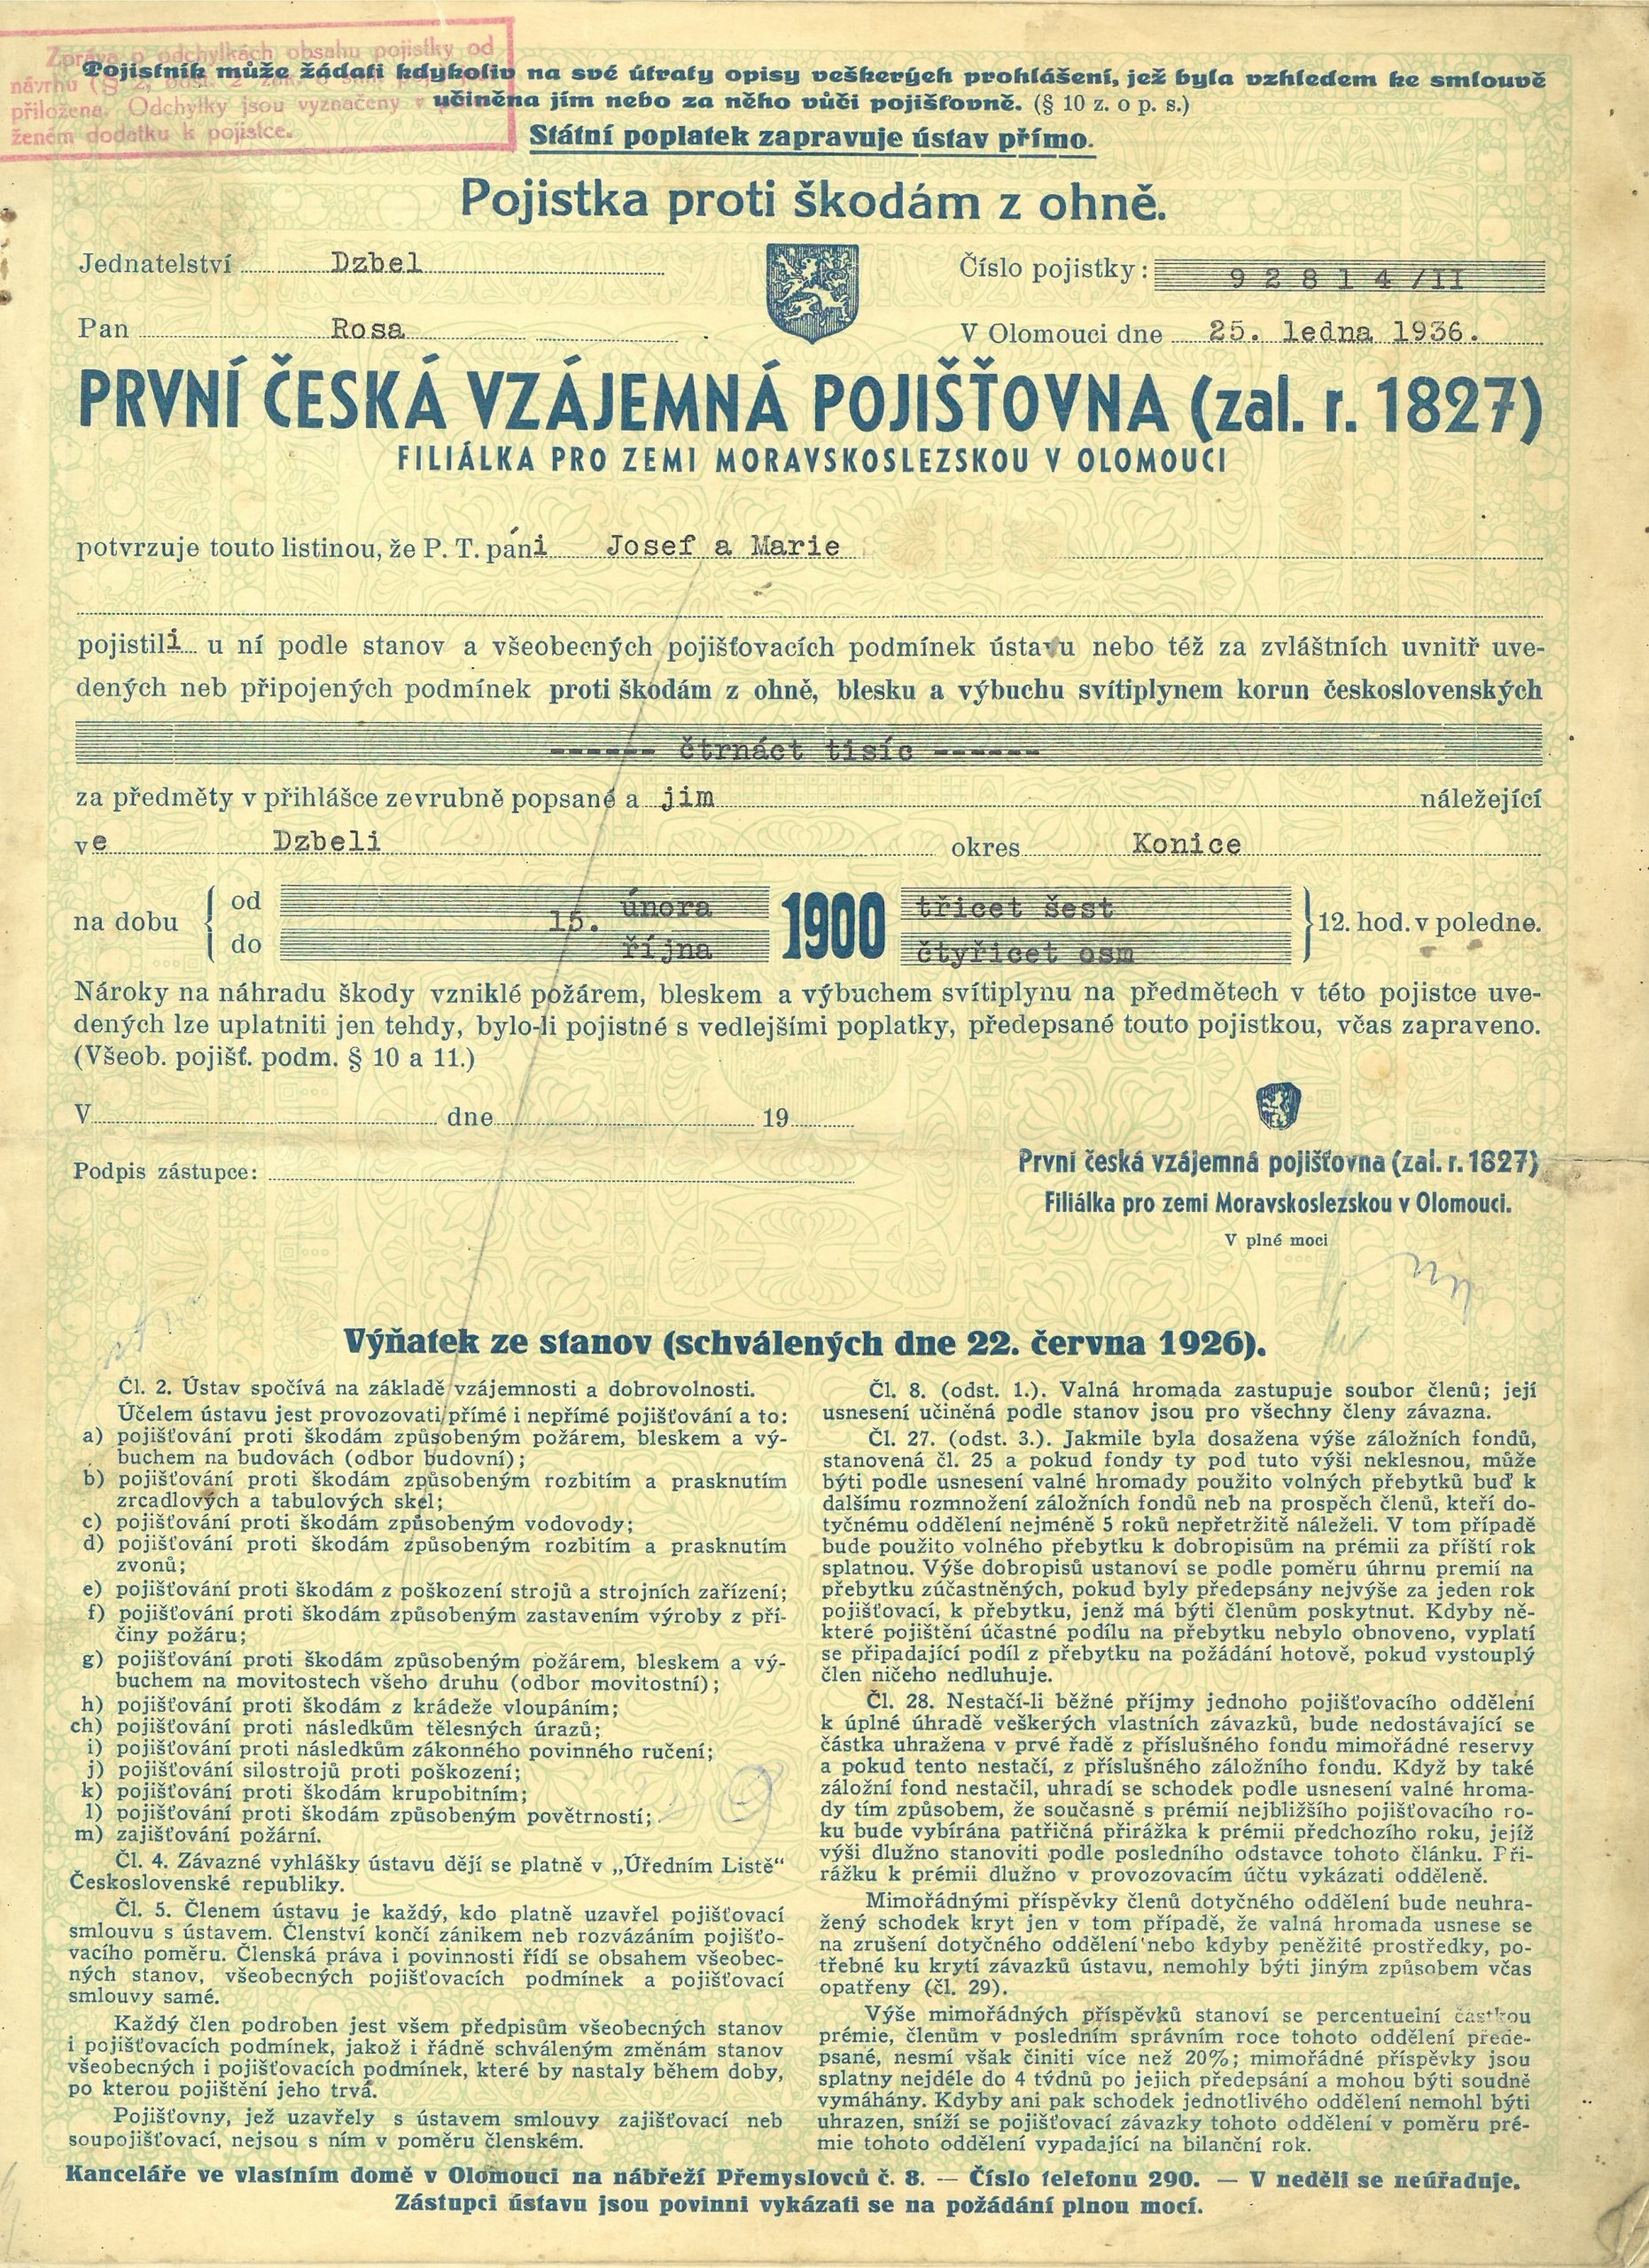 Zpráva o odchylkách obsahu pojistky od
návrhu (§ 2, odst. 2 zák.
přiložena. Odchylky jsou vyznačeny v
ženém dodatku k pojistce.
Pojistník může žádati kdykoliv na své útraty opisy veškerých prohlášení, jež byla vzhledem ke smlouvě
učiněna jím nebo za něho vůči pojišťovně. (§ 10 z. o p. s.)
Státní poplatek zapravuje ústav přímo.
Pojistka proti škodám z ohně.
Jednatelství Dzbel
Číslo pojistky: 92814/II
Pan Rosa
V Olomouci dne 25. ledna 1936.
PRVNÍ ČESKÁ VZÁJEMNÁ POJIŠŤOVNA (zal. r. 1827)
FILIÁLKA PRO ZEMI MORAVSKOSLEZSKOU V OLOMOUCI
potvrzuje touto listinou, že P. T. páni Josef a Marie
pojistili u ní podle stanov a všeobecných pojišťovacích podmínek ústavu nebo též za zvláštních uvnitř uve-
dených neb připojených podmínek proti škodám z ohně, blesku a výbuchu svítiplynem korun československých
------ čtrnáct tisíc ------
za předměty v přihlášce zevrubně popsané a jim náležející
ve Dzbeli okres Konice
na dobu
od 15. února 1900 třicet šest
do října čtyřicet osm
12. hod. v poledne.
Nároky na náhradu škody vzniklé požárem, bleskem a výbuchem svítiplynu na předmětech v této pojistce uve-
dených lze uplatniti jen tehdy, bylo-li pojistné s vedlejšími poplatky, předepsané touto pojistkou, včas zapraveno.
(Všeob. pojišť. podm. § 10 a 11.)
V dne 19
Podpis zástupce:
První česká vzájemná pojišťovna (zal. r. 1827)
Filiálka pro zemi Moravskoslezskou v Olomouci.
V plné moci
Výňatek ze stanov (schválených dne 22. června 1926).
Čl. 2. Ústav spočívá na základě vzájemnosti a dobrovolnosti.
Účelem ústavu jest provozovati přímé i nepřímé pojišťování a to:
a) pojišťování proti škodám způsobeným požárem, bleskem a vý-
buchem na budovách (odbor budovní);
b) pojišťování proti škodám způsobeným rozbitím a prasknutím
zrcadlových a tabulových skel;
c) pojišťování proti škodám způsobeným vodovody;
d) pojišťování proti škodám způsobeným rozbitím a prasknutím
zvonů;
e) pojišťování proti škodám z poškození strojů a strojních zařízení;
f) pojišťování proti škodám způsobeným zastavením výroby z pří-
činy požáru;
g) pojišťování proti škodám způsobeným požárem, bleskem a vý-
buchem na movitostech všeho druhu (odbor movitostní);
h) pojišťování proti škodám z krádeže vloupáním;
ch) pojišťování proti následkům tělesných úrazů;
i) pojišťování proti následkům zákonného povinného ručení;
j) pojišťování silostrojů proti poškození;
k) pojišťování proti škodám krupobitním;
l) pojišťování proti škodám způsobeným povětrností;
m) zajišťování požární.
Čl. 4. Závazné vyhlášky ústavu dějí se platně v „Úředním Listě“
Československé republiky.
Čl. 5. Členem ústavu je každý, kdo platně uzavřel pojišťovací
smlouvu s ústavem. Členství končí zánikem neb rozvázáním pojišťo-
vacího poměru. Členská práva i povinnosti řídí se obsahem všeobec-
ných stanov, všeobecných pojišťovacích podmínek a pojišťovací
smlouvy samé.
Každý člen podroben jest všem předpisům všeobecných stanov
i pojišťovacích podmínek, jakož i řádně schváleným změnám stanov
všeobecných i pojišťovacích podmínek, které by nastaly během doby,
po kterou pojištění jeho trvá.
Pojišťovny, jež uzavřely s ústavem smlouvy zajišťovací neb
soupojišťovací, nejsou s ním v poměru členském.
Čl. 8. (odst. 1.). Valná hromada zastupuje soubor členů; její
usnesení učiněná podle stanov jsou pro všechny členy závazna.
Čl. 27. (odst. 3.). Jakmile byla dosažena výše záložních fondů,
stanovená čl. 25 a pokud fondy ty pod tuto výši neklesnou, může
býti podle usnesení valné hromady použito volných přebytků buď k
dalšímu rozmnožení záložních fondů neb na prospěch členů, kteří do-
tyčnému oddělení nejméně 5 roků nepřetržitě náleželi. V tom případě
bude použito volného přebytku k dobropisům na prémii za příští rok
splatnou. Výše dobropisů ustanoví se podle poměru úhrnu premií na
přebytku zúčastněných, pokud byly předepsány nejvýše za jeden rok
pojišťovací, k přebytku, jenž má býti členům poskytnut. Kdyby ně-
které pojištění účastné podílu na přebytku nebylo obnoveno, vyplatí
se připadající podíl z přebytku na požádání hotově, pokud vystouplý
člen ničeho nedluhuje.
Čl. 28. Nestačí-li běžné příjmy jednoho pojišťovacího oddělení
k úplné úhradě veškerých vlastních závazků, bude nedostávající se
částka uhražena v prvé řadě z příslušného fondu mimořádné reservy
a pokud tento nestačí, z příslušného záložního fondu. Když by také
záložní fond nestačil, uhradí se schodek podle usnesení valné hroma-
dy tím způsobem, že současně s prémií nejbližšího pojišťovacího ro-
ku bude vybírána patřičná přirážka k prémii předchozího roku, jejíž
výši dlužno stanoviti podle posledního odstavce tohoto článku. Při-
rážku k prémii dlužno v provozovacím účtu vykázati odděleně.
Mimořádnými příspěvky členů dotyčného oddělení bude neuhra-
žený schodek kryt jen v tom případě, že valná hromada usnese se
na zrušení dotyčného oddělení nebo kdyby peněžité prostředky, po-
třebné ku krytí závazků ústavu, nemohly býti jiným způsobem včas
opatřeny (čl. 29).
Výše mimořádných příspěvků stanoví se percentuelní částkou
prémie, členům v posledním správním roce tohoto oddělení přede-
psané, nesmí však činiti více než 20%; mimořádné příspěvky jsou
splatny nejdéle do 4 týdnů po jejich předepsání a mohou býti soudně
vymáhány. Kdyby ani pak schodek jednotlivého oddělení nemohl býti
uhrazen, sníží se pojišťovací závazky tohoto oddělení v poměru pré-
mie tohoto oddělení vypadající na bilanční rok.
Kanceláře ve vlastním domě v Olomouci na nábřeží Přemyslovců č. 8. — Číslo telefonu 290. — V neděli se neúřaduje.
Zástupci ústavu jsou povinni vykázati se na požádání plnou mocí.